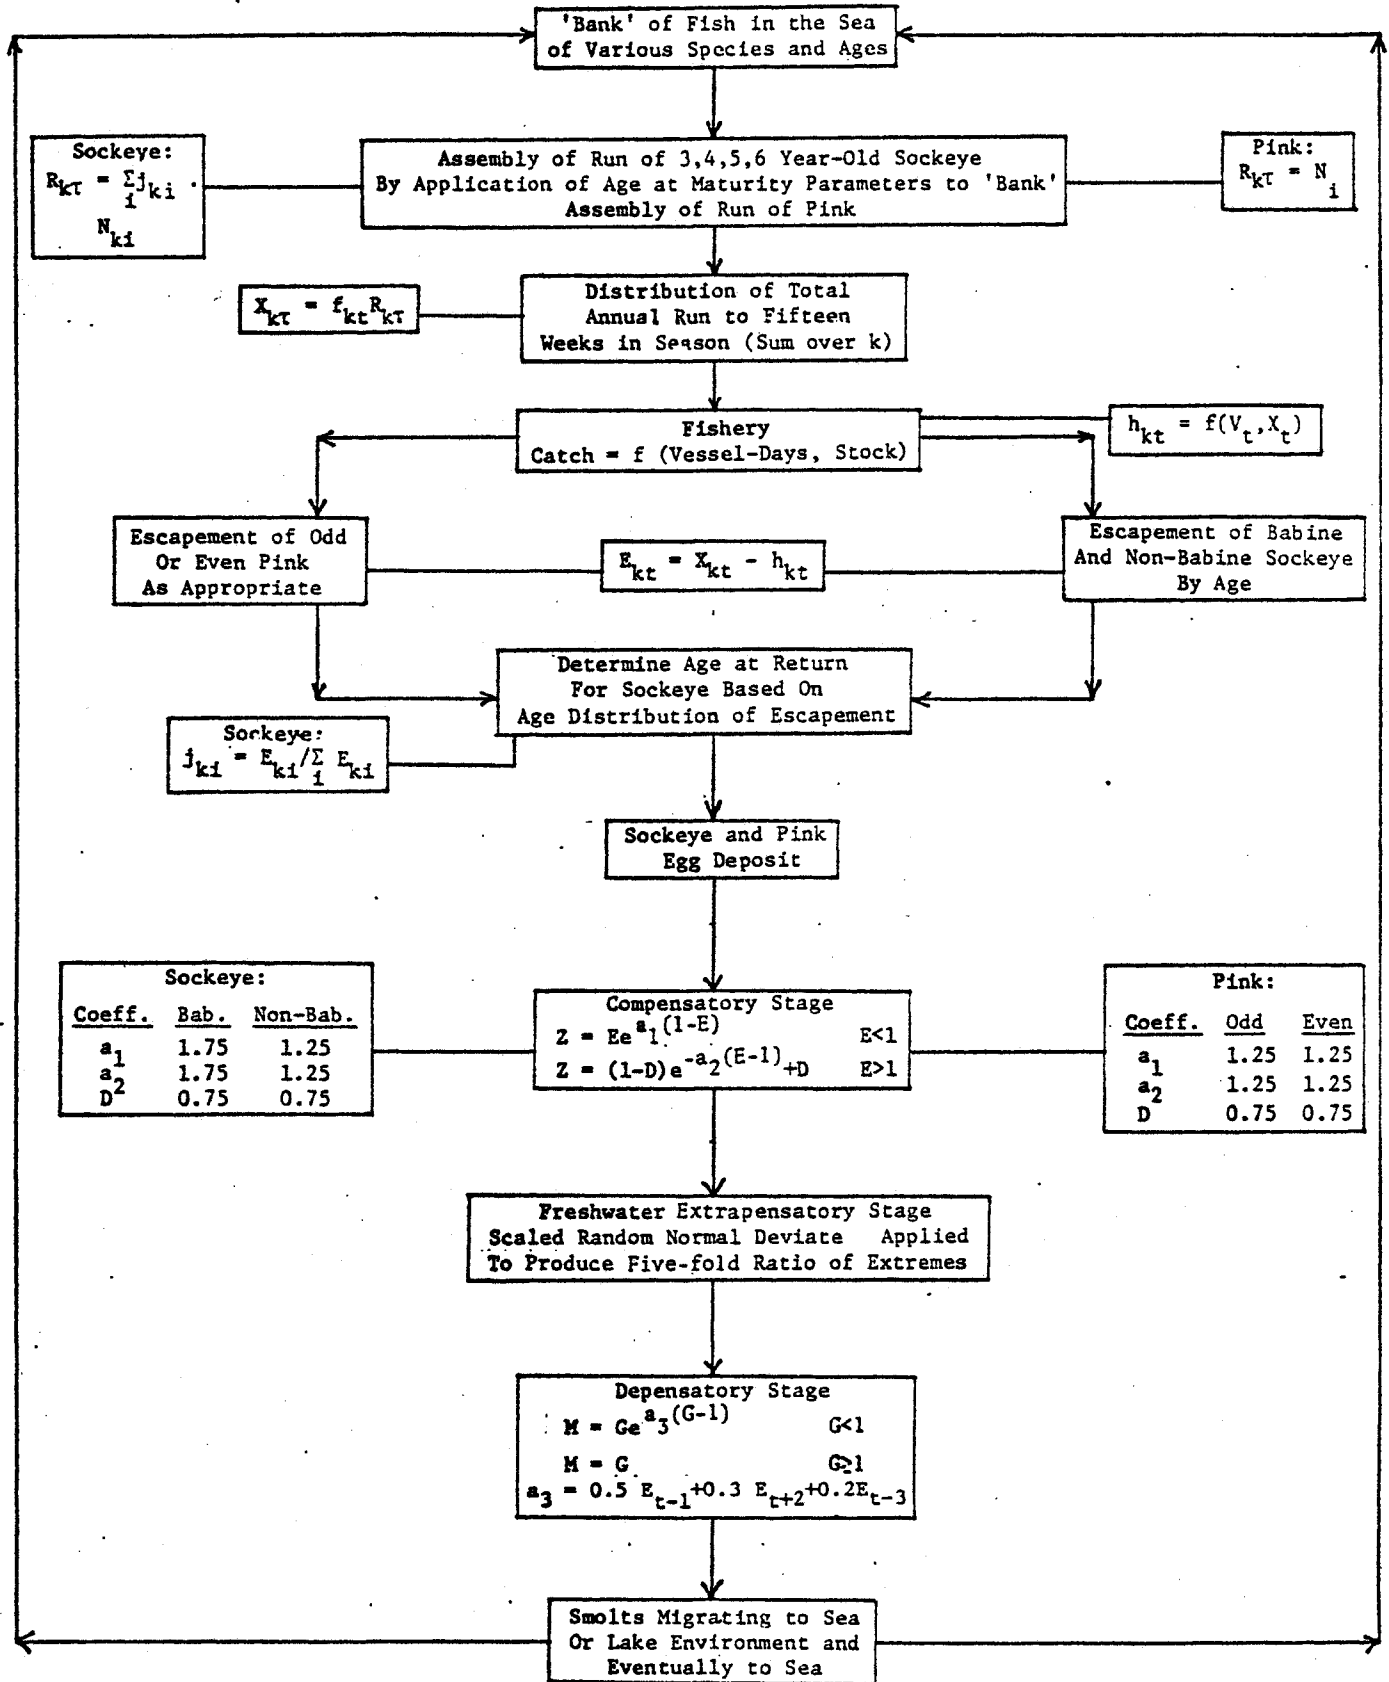 'Bank' of Fish in the Sea
of Various Species and Ages
Sockeye:
R_kτ = Σ_i j_ki ·
N_ki
Assembly of Run of 3,4,5,6 Year-Old Sockeye
By Application of Age at Maturity Parameters to 'Bank'
Assembly of Run of Pink
Pink:
R_kτ = N_i
X_kτ = f_kt R_kτ
Distribution of Total
Annual Run to Fifteen
Weeks in Season (Sum over k)
Fishery
Catch = f (Vessel-Days, Stock)
h_kt = f(V_t,X_t)
Escapement of Odd
Or Even Pink
As Appropriate
E_kt = X_kt - h_kt
Escapement of Babine
And Non-Babine Sockeye
By Age
Determine Age at Return
For Sockeye Based On
Age Distribution of Escapement
Sockeye:
j_ki = E_ki/Σ_i E_ki
Sockeye and Pink
Egg Deposit
Sockeye:
Coeff. Bab. Non-Bab.
a_1 1.75 1.25
a_2 1.75 1.25
D 0.75 0.75
Compensatory Stage
Z = Ee^a_1(1-E) E<1
Z = (1-D)e^-a_2(E-1)+D E>1
Pink:
Coeff. Odd Even
a_1 1.25 1.25
a_2 1.25 1.25
D 0.75 0.75
Freshwater Extrapensatory Stage
Scaled Random Normal Deviate Applied
To Produce Five-fold Ratio of Extremes
Depensatory Stage
M = Ge^a_3(G-1) G<1
M = G G≥1
a_3 = 0.5 E_t-1+0.3 E_t+2+0.2E_t-3
Smolts Migrating to Sea
Or Lake Environment and
Eventually to Sea